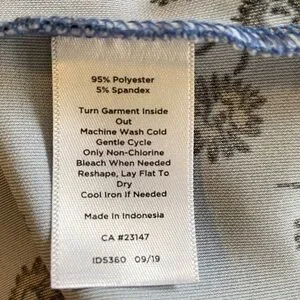 95% Polyester
5% Spandex
Turn Garment Inside
Out
Machine Wash Cold
Gentle Cycle
Only Non-Chlorine
Bleach When Needed
Reshape, Lay Flat To
Dry
Cool Iron If Needed
Made In Indonesia
CA #23147
ID5360 09/19